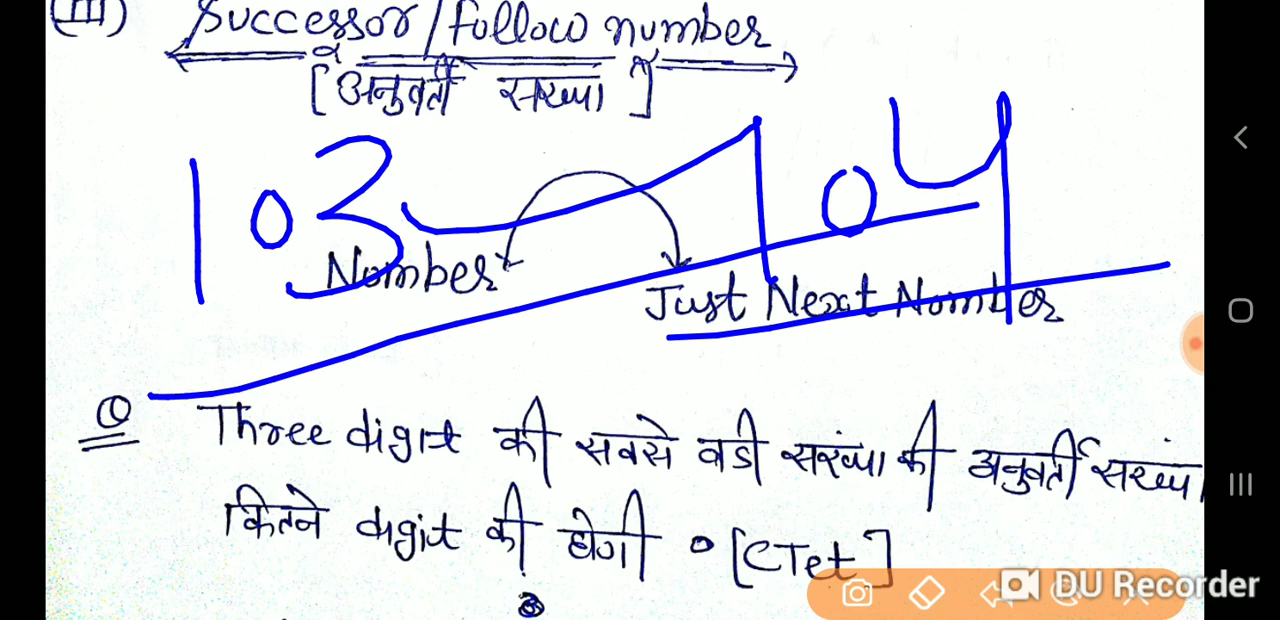 (III) Successor/follow number
[अनुवर्ती संख्या]
103 104
Number
Just Next Number
Q Three digit की सबसे बडी संख्या की अनुवर्ती संख्या
कितने digit की होगी ० [CTet]
DU Recorder